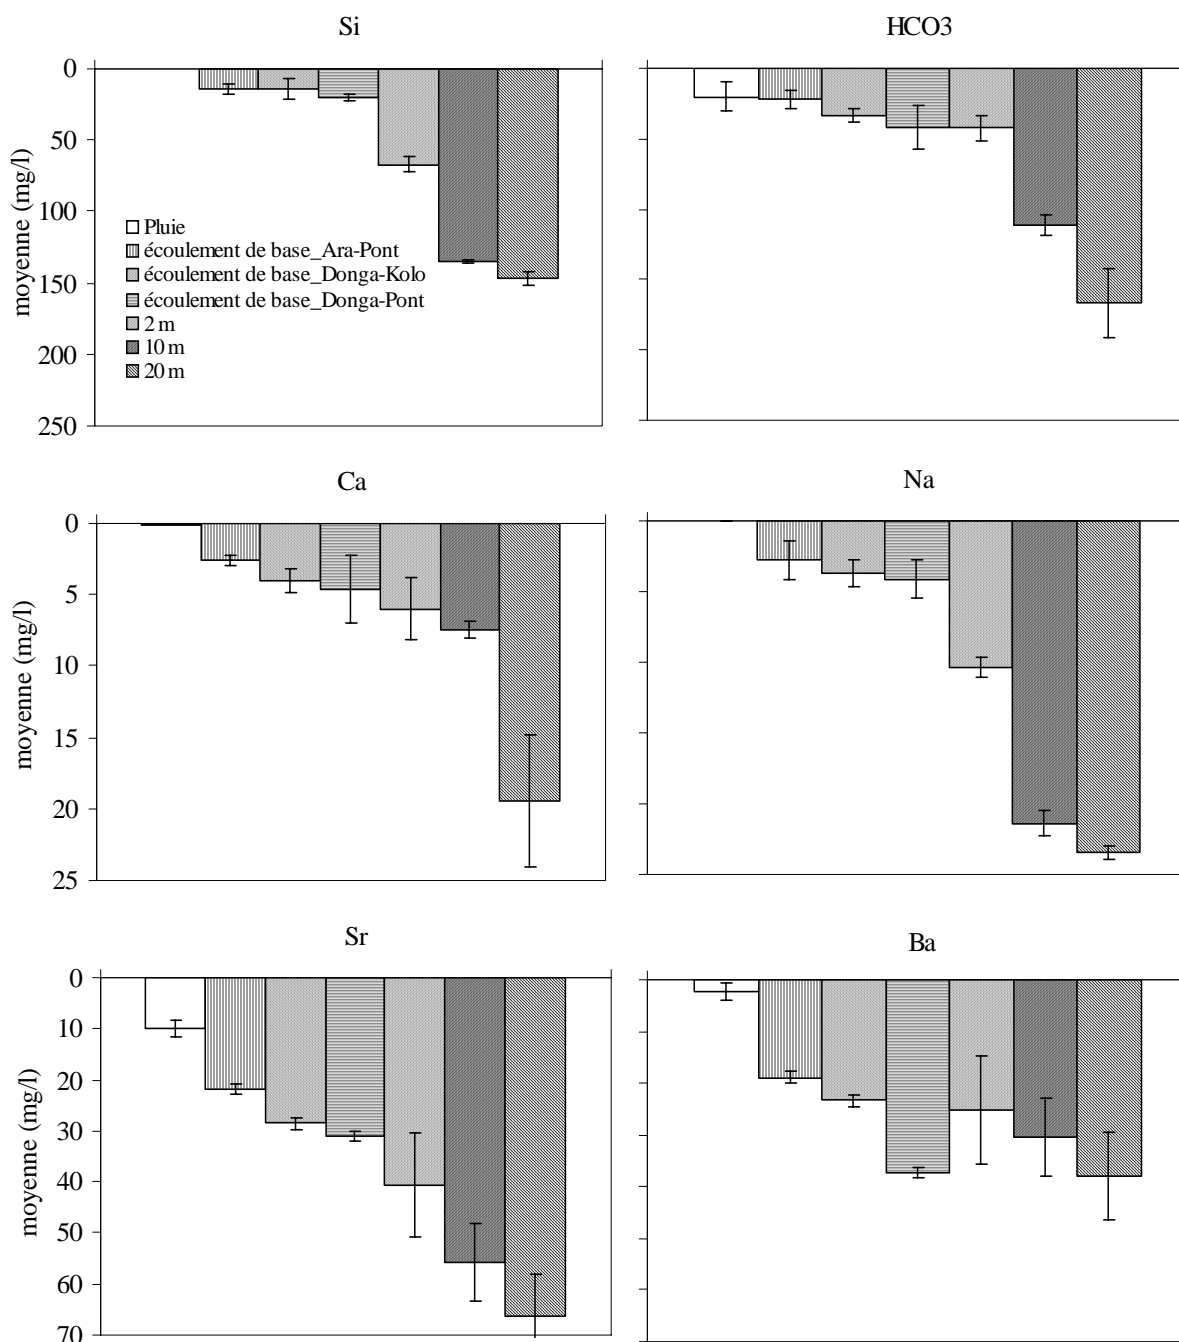 Si
HCO3
0
50
100
150
200
250
moyenne (mg/l)
Pluie
écoulement de base_Ara-Pont
écoulement de base_Donga-Kolo
écoulement de base_Donga-Pont
2 m
10 m
20 m
Ca
Na
0
5
10
15
20
25
moyenne (mg/l)
Sr
Ba
0
10
20
30
40
50
60
70
moyenne (mg/l)